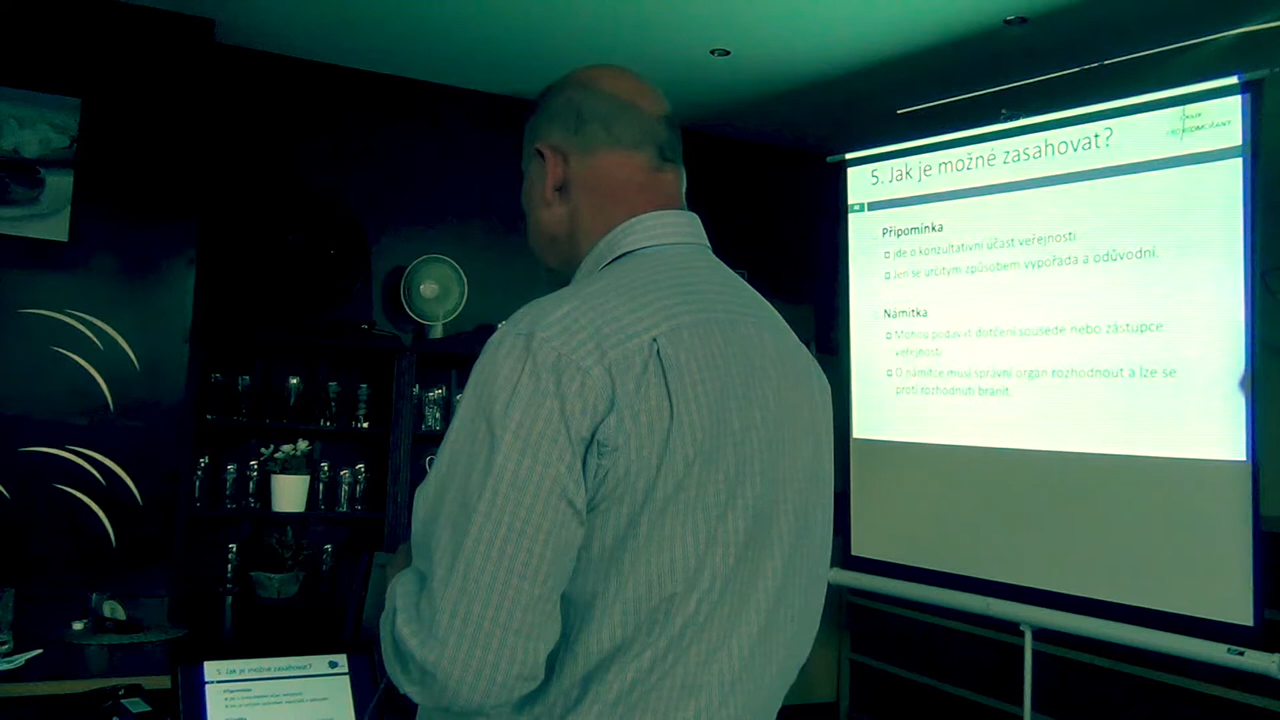 5. Jak je možné zasahovat?
Připomínka
jde o konzultativní účast veřejnosti
Jen se určitým způsobem vypořádá a odůvodní.
Námitka
Mohou podávat dotčení sousedé nebo zástupce
veřejnosti
O námitce musí správní orgán rozhodnout a lze se
proti rozhodnutí bránit.
5. Jak je možné zasahovat?
Připomínka